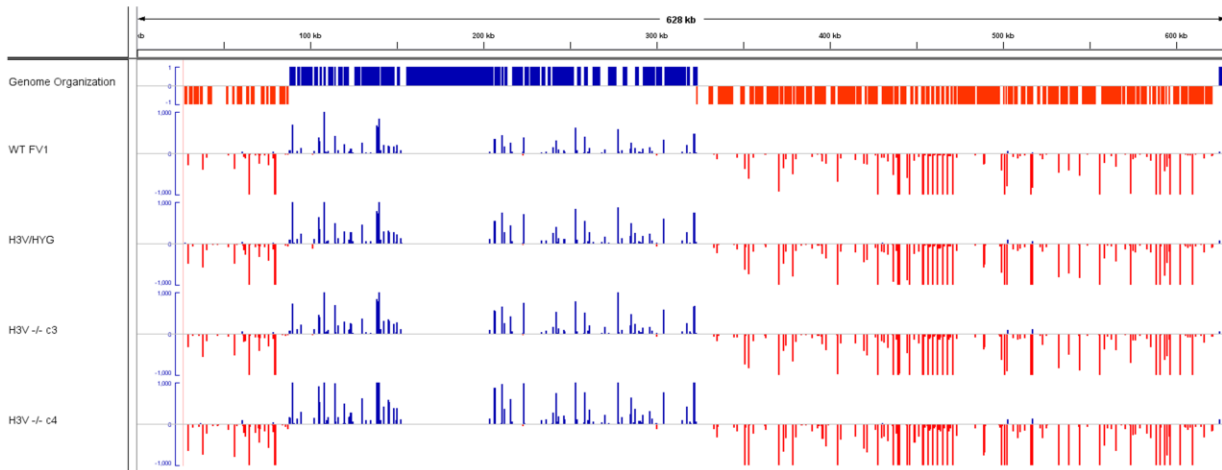 628 kb
kb 100 kb 200 kb 300 kb 400 kb 500 kb 600 kb
Genome Organization
1
0
-1
WT FV1
1,000
0
-1,000
H3V/HYG
1,000
0
-1,000
H3V -/- c3
1,000
0
-1,000
H3V -/- c4
1,000
0
-1,000